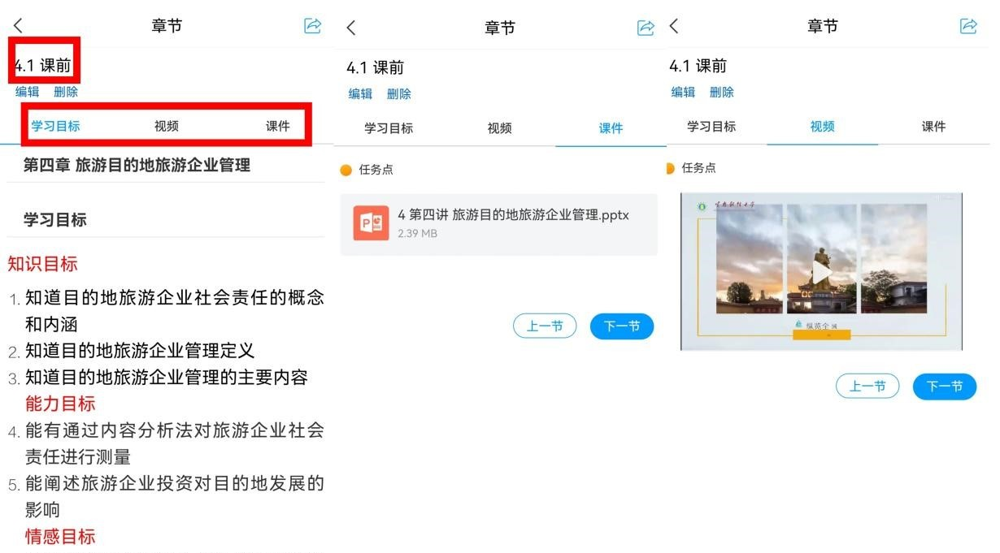 章节
4.1 课前
编辑 删除
学习目标 视频 课件
第四章 旅游目的地旅游企业管理
学习目标
知识目标
1. 知道目的地旅游企业社会责任的概念
和内涵
2. 知道目的地旅游企业管理定义
3. 知道目的地旅游企业管理的主要内容
能力目标
4. 能有通过内容分析法对旅游企业社会
责任进行测量
5. 能阐述旅游企业投资对目的地发展的
影响
情感目标
章节
4.1 课前
编辑 删除
学习目标 视频 课件
任务点
4 第四讲 旅游目的地旅游企业管理.pptx
2.39 MB
上一节 下一节
章节
4.1 课前
编辑 删除
学习目标 视频 课件
任务点
纵览全
上一节 下一节